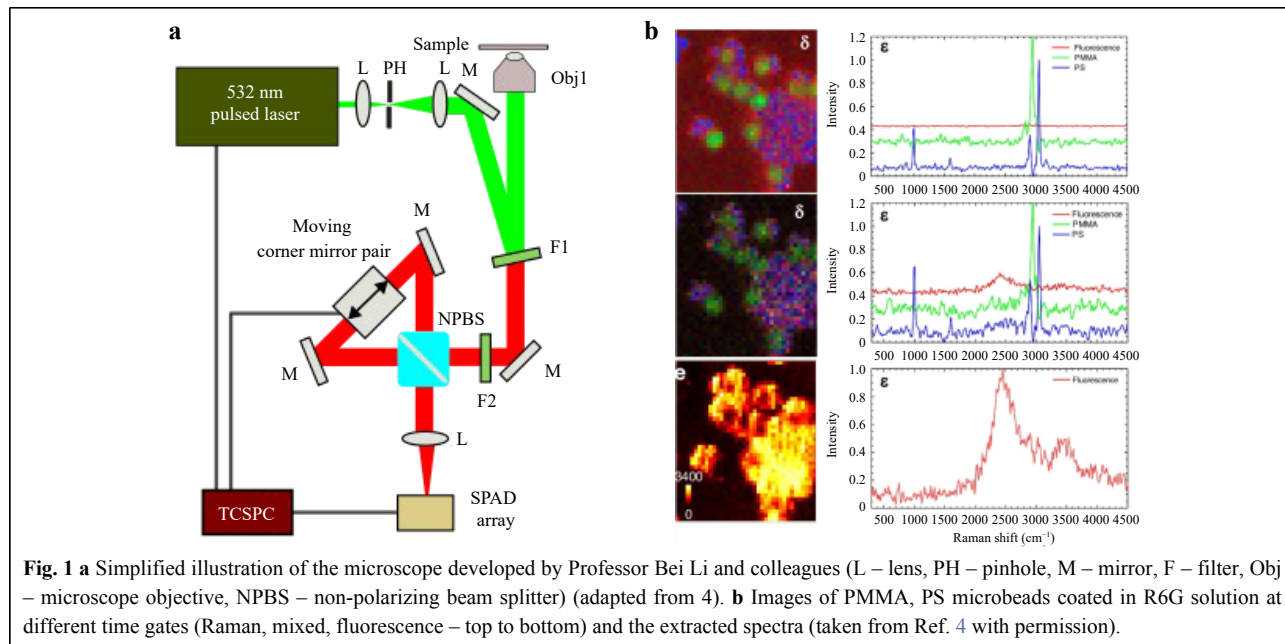 a
Sample
L PH L M
Obj1
532 nm
pulsed laser
Moving
corner mirror pair
M
F1
NPBS
M
F2
M
L
TCSPC
SPAD
array
b
δ
ε
Fluorescence
PMMA
PS
Intensity
1.2
1.0
0.8
0.6
0.4
0.2
0
500 1000 1500 2000 2500 3000 3500 4000 4500
δ
ε
Fluorescence
PMMA
PS
Intensity
1.2
1.0
0.8
0.6
0.4
0.2
0
500 1000 1500 2000 2500 3000 3500 4000 4500
e
3400
0
ε
Fluorescence
Intensity
1.0
0.8
0.6
0.4
0.2
0
500 1000 1500 2000 2500 3000 3500 4000 4500
Raman shift (cm⁻¹)
Fig. 1 a Simplified illustration of the microscope developed by Professor Bei Li and colleagues (L – lens, PH – pinhole, M – mirror, F – filter, Obj
– microscope objective, NPBS – non-polarizing beam splitter) (adapted from 4). b Images of PMMA, PS microbeads coated in R6G solution at
different time gates (Raman, mixed, fluorescence – top to bottom) and the extracted spectra (taken from Ref. 4 with permission).